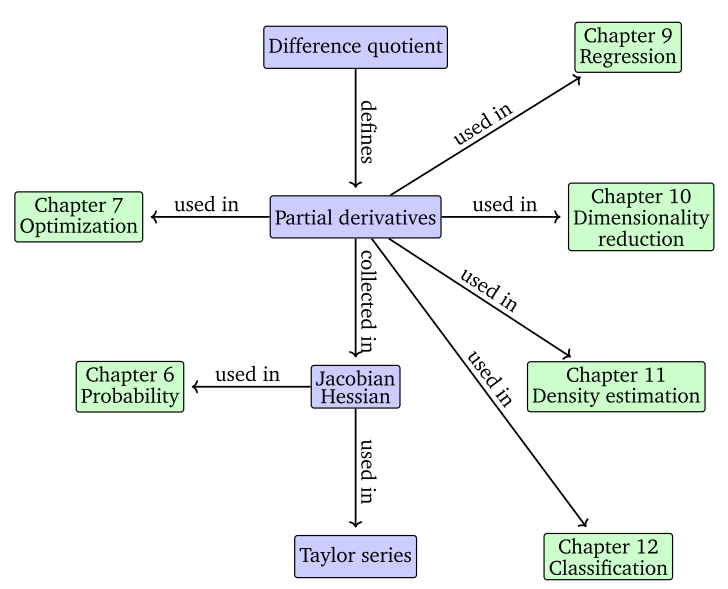 Difference quotient
Chapter 9
Regression
defines
used in
Chapter 7
Optimization
used in
Partial derivatives
used in
Chapter 10
Dimensionality
reduction
collected in
used in
used in
Chapter 6
Probability
used in
Jacobian
Hessian
Chapter 11
Density estimation
used in
Taylor series
Chapter 12
Classification